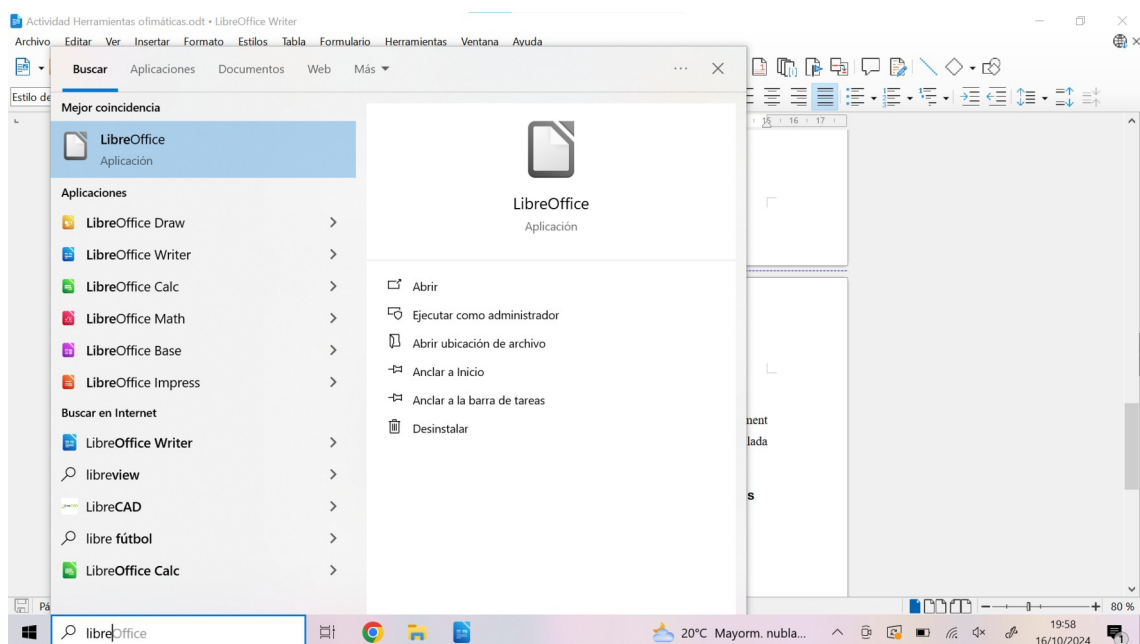 Actividad Herramientas ofimáticas.odt • LibreOffice Writer
Archivo Editar Ver Insertar Formato Estilos Tabla Formulario Herramientas Ventana Ayuda
Buscar Aplicaciones Documentos Web Más
Estilo de
15 16 17
Mejor coincidencia
LibreOffice
Aplicación
Aplicaciones
LibreOffice Draw
LibreOffice Writer
LibreOffice Calc
LibreOffice Math
LibreOffice Base
LibreOffice Impress
Buscar en Internet
LibreOffice Writer
libreview
LibreCAD
libre fútbol
LibreOffice Calc
LibreOffice
Aplicación
Abrir
Ejecutar como administrador
Abrir ubicación de archivo
Anclar a Inicio
Anclar a la barra de tareas
Desinstalar
ment
lada
s
Pá
80 %
libreOffice
20°C Mayorm. nubla...
19:58
16/10/2024
1